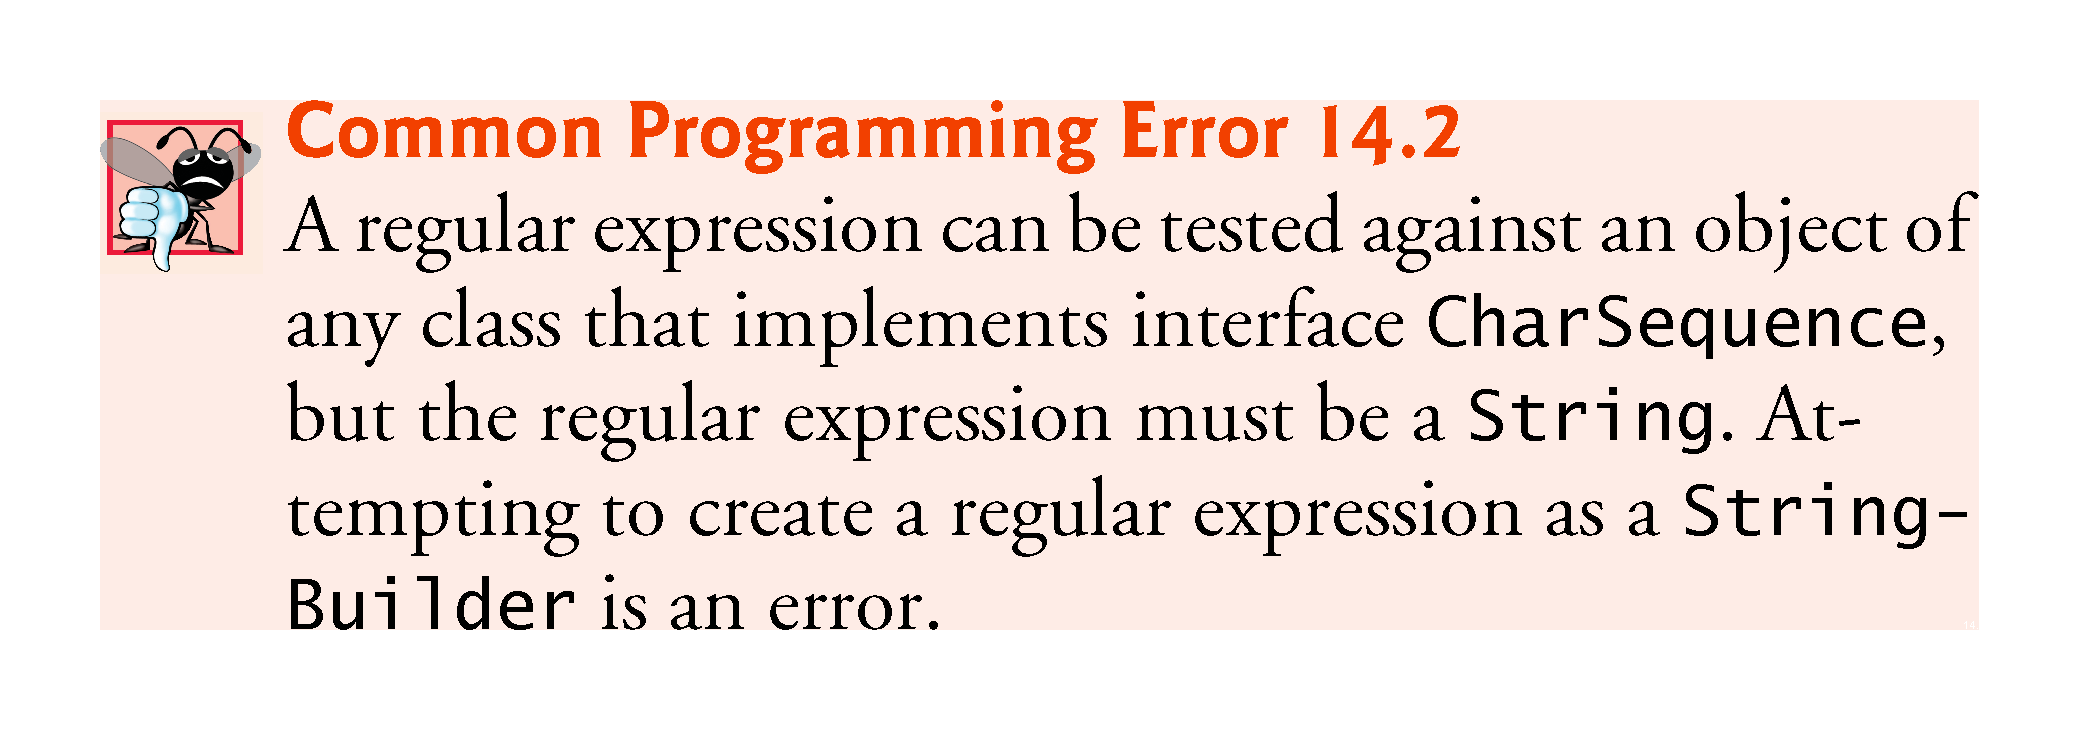 Common Programming Error 14.2
A regular expression can be tested against an object of
any class that implements interface CharSequence,
but the regular expression must be a String. At-
tempting to create a regular expression as a String-
Builder is an error.
14